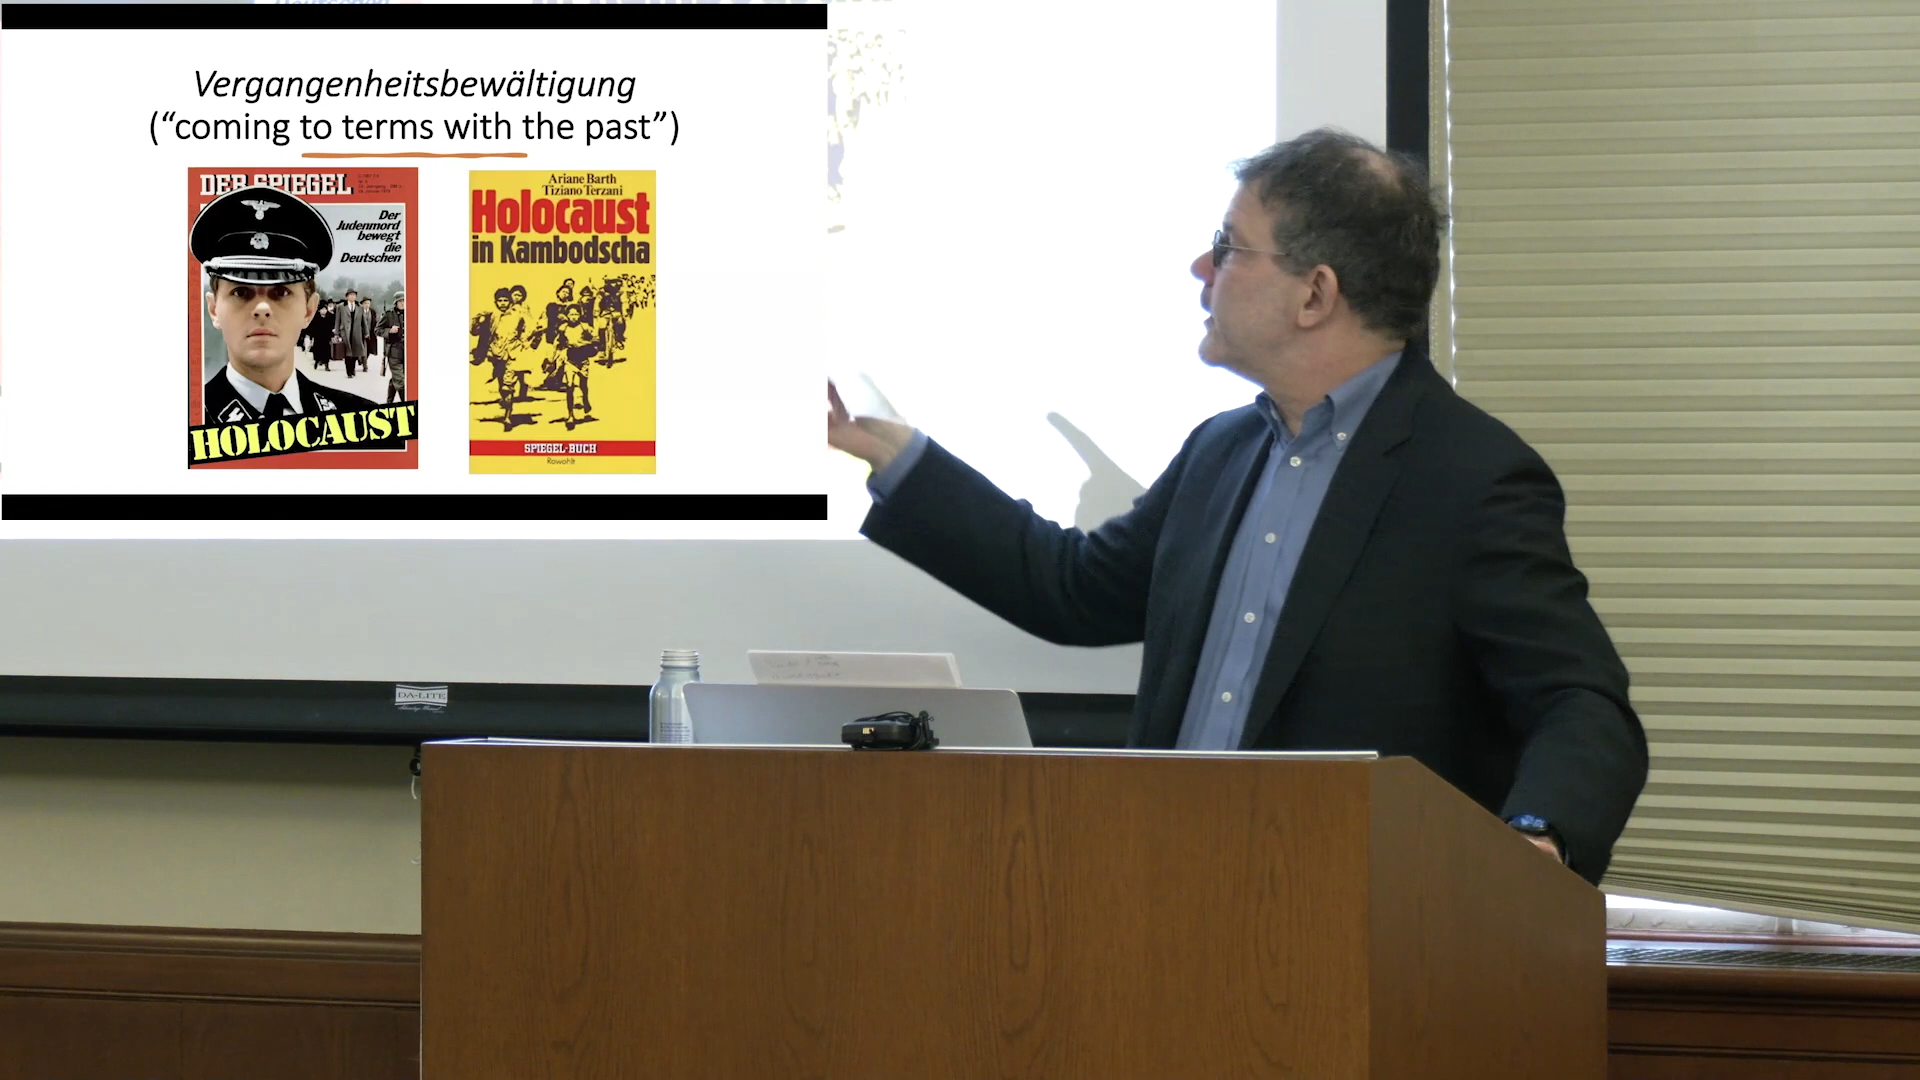 Vergangenheitsbewältigung
(“coming to terms with the past”)
DER SPIEGEL
Der
Judenmord
bewegt
die
Deutschen
HOLOCAUST
Ariane Barth
Tiziano Terzani
Holocaust
in Kambodscha
SPIEGEL-BUCH
Rowohlt
DA-LITE